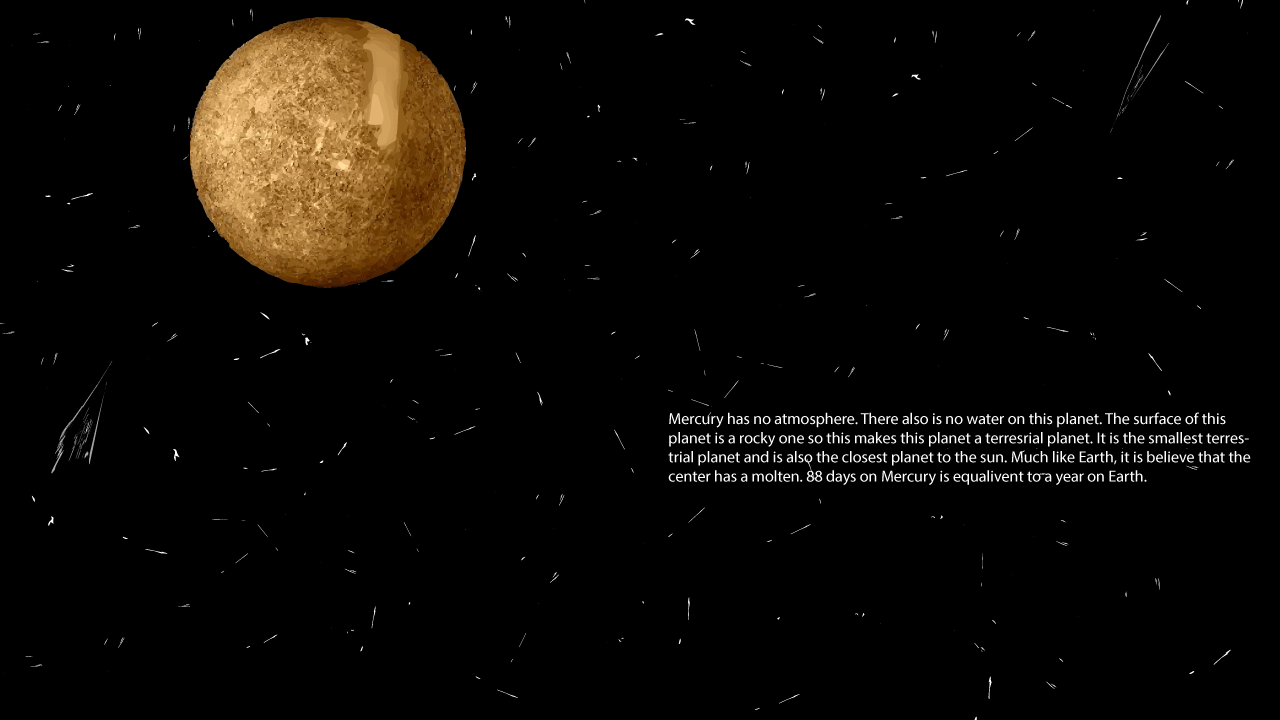 Mercury has no atmosphere. There also is no water on this planet. The surface of this
planet is a rocky one so this makes this planet a terresrial planet. It is the smallest terres-
trial planet and is also the closest planet to the sun. Much like Earth, it is believe that the
center has a molten. 88 days on Mercury is equalivent to a year on Earth.